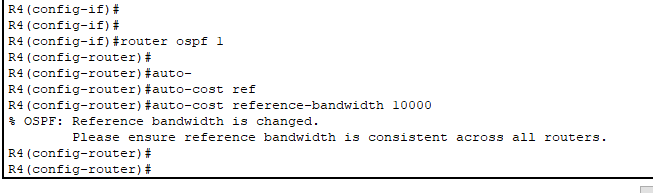 R4(config-if)#
R4(config-if)#
R4(config-if)#router ospf 1
R4(config-router)#
R4(config-router)#auto-
R4(config-router)#auto-cost ref
R4(config-router)#auto-cost reference-bandwidth 10000
% OSPF: Reference bandwidth is changed.
        Please ensure reference bandwidth is consistent across all routers.
R4(config-router)#
R4(config-router)#